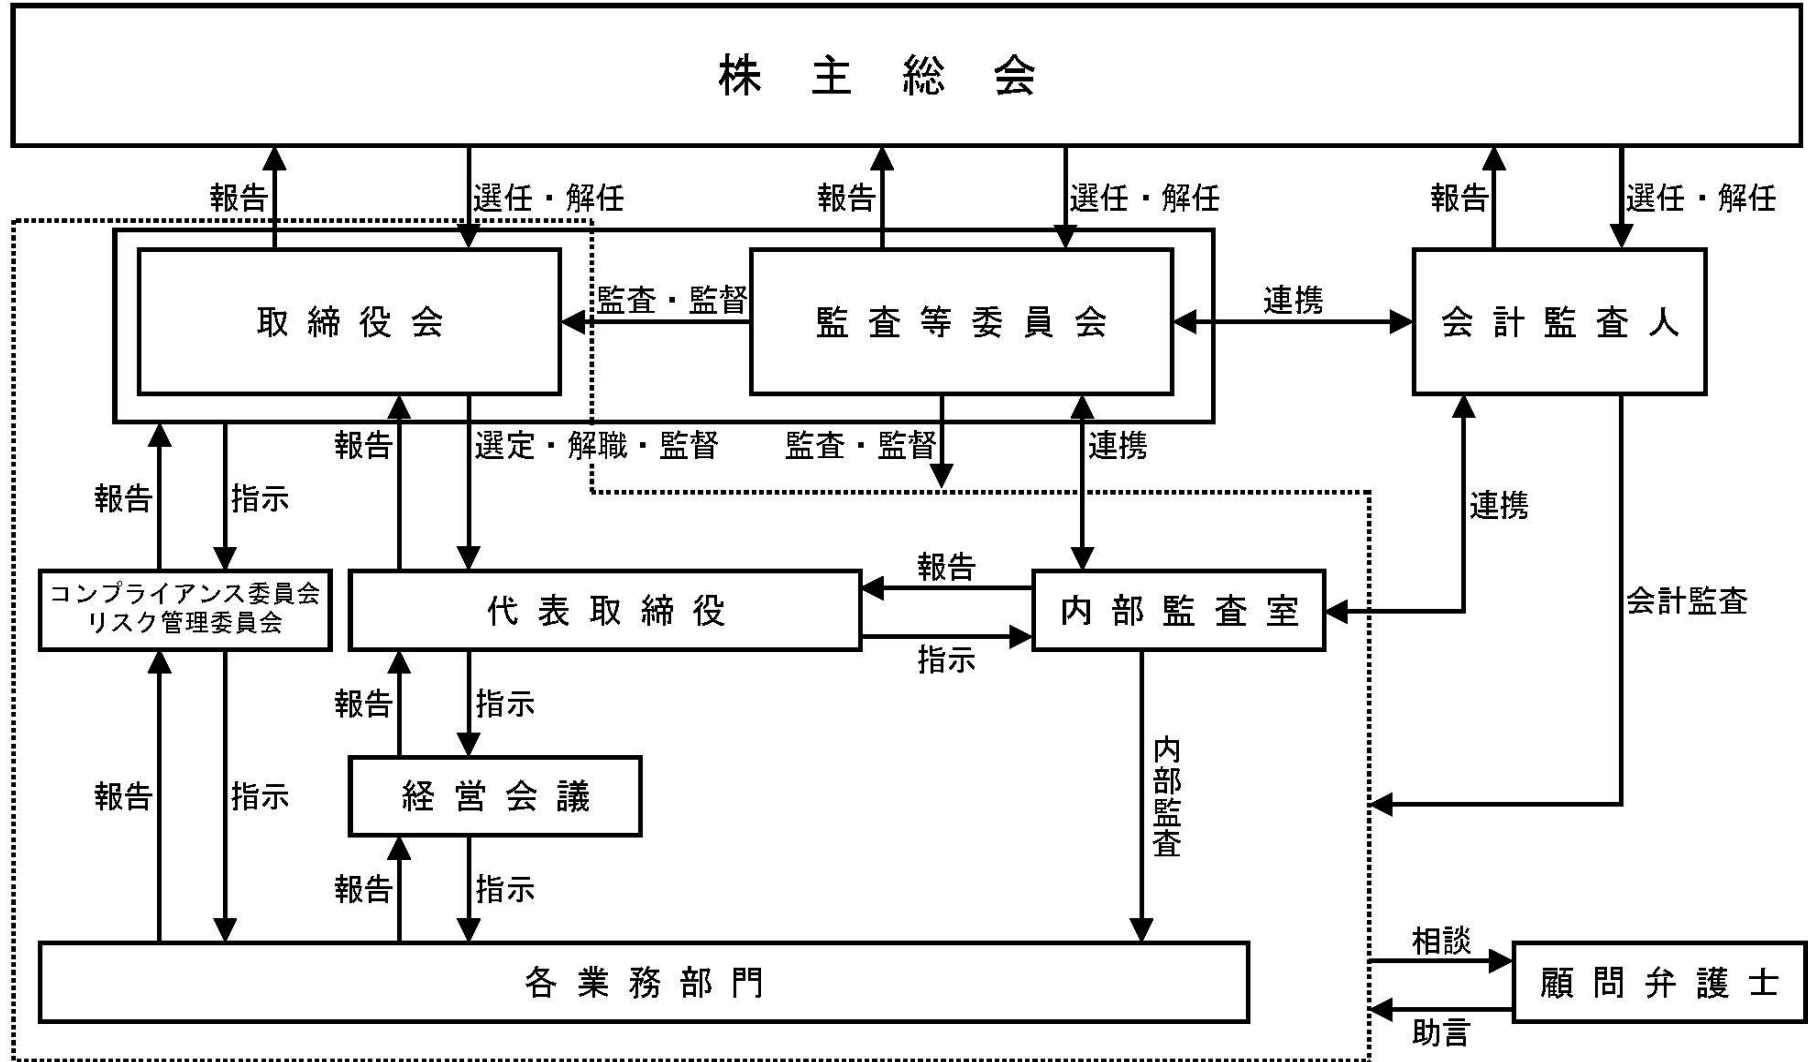 株主総会
報告
選任・解任
報告
選任・解任
報告
選任・解任
取締役会
監査・監督
監査等委員会
連携
会計監査人
報告
選定・解職・監督
監査・監督
連携
報告
指示
連携
コンプライアンス委員会
リスク管理委員会
代表取締役
報告
指示
内部監査室
会計監査
報告
指示
内部監査
報告
指示
経営会議
報告
指示
各業務部門
相談
顧問弁護士
助言